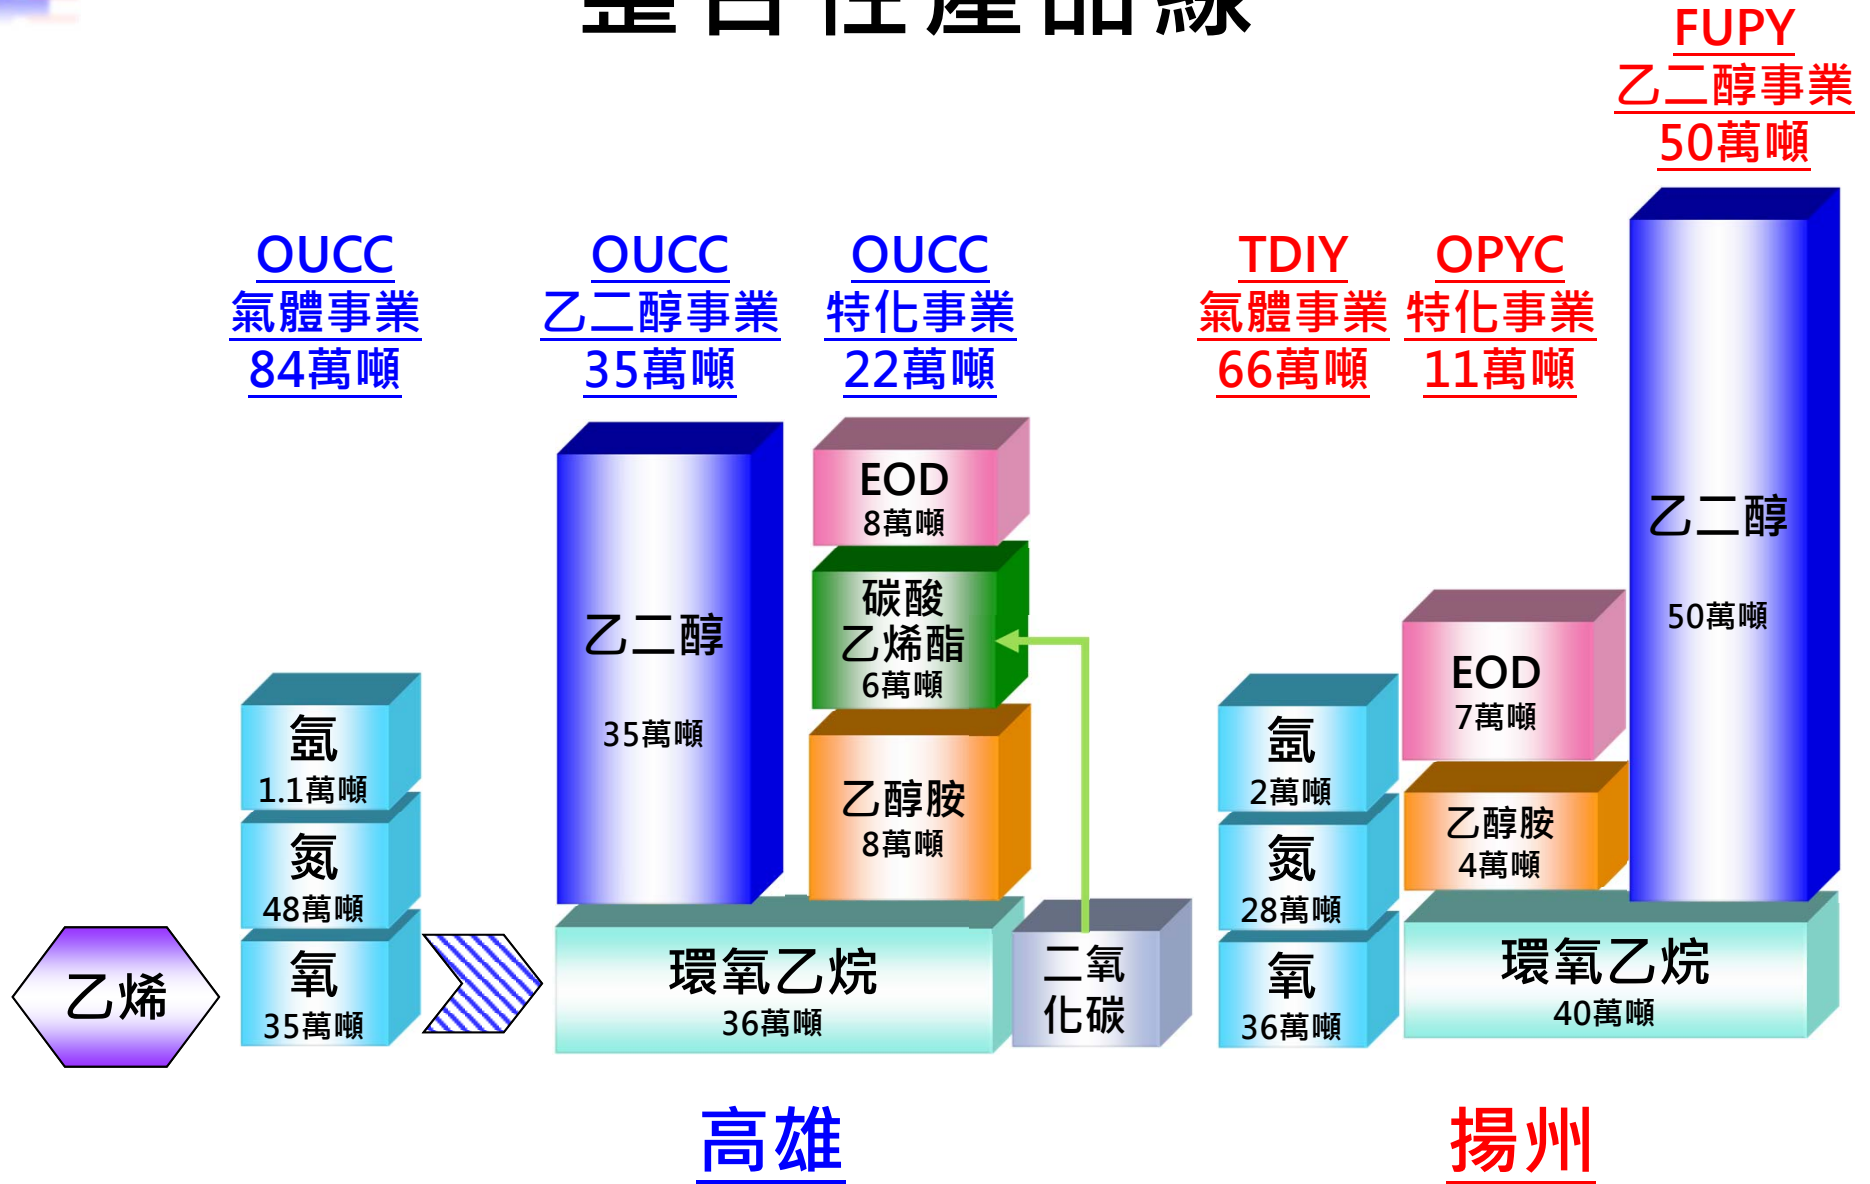 整合性產品線
FUPY
乙二醇事業
50萬噸
OUCC
氣體事業
84萬噸
OUCC
乙二醇事業
35萬噸
OUCC
特化事業
22萬噸
TDIY
氣體事業
66萬噸
OPYC
特化事業
11萬噸
乙烯
氬
1.1萬噸
氮
48萬噸
氧
35萬噸
乙二醇
35萬噸
EOD
8萬噸
碳酸
乙烯酯
6萬噸
乙醇胺
8萬噸
環氧乙烷
36萬噸
二氧
化碳
氬
2萬噸
氮
28萬噸
氧
36萬噸
EOD
7萬噸
乙醇胺
4萬噸
乙二醇
50萬噸
環氧乙烷
40萬噸
高雄
揚州